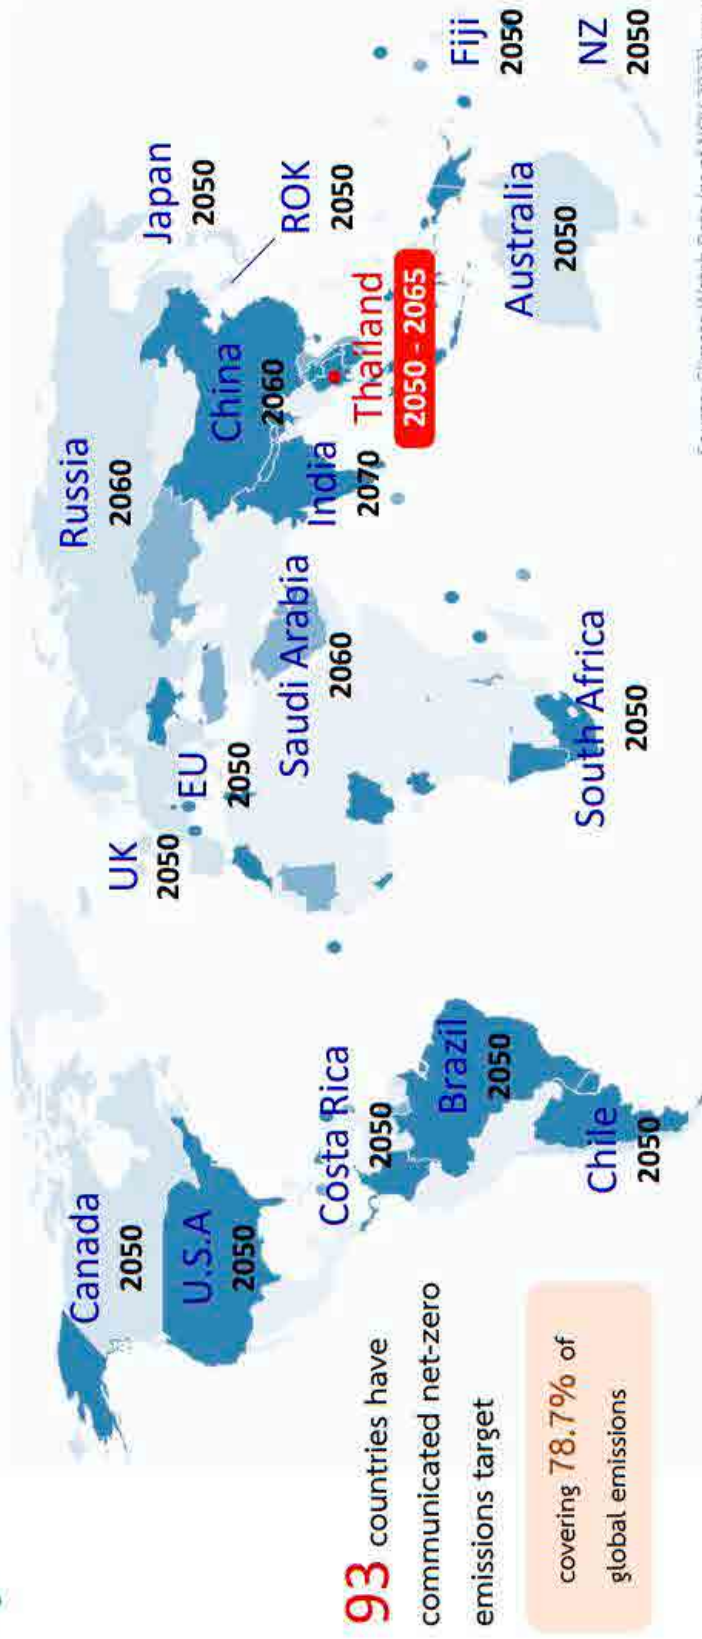 Canada
2050
U.S.A
2050
Costa Rica
2050
Brazil
2050
Chile
2050
UK
2050
EU
2050
Saudi Arabia
2060
South Africa
2050
Russia
2060
China
2060
India
2070
Thailand
2050 - 2065
Japan
2050
ROK
2050
Australia
2050
Fiji
2050
NZ
2050
93 countries have
communicated net-zero
emissions target
covering 78.7% of
global emissions